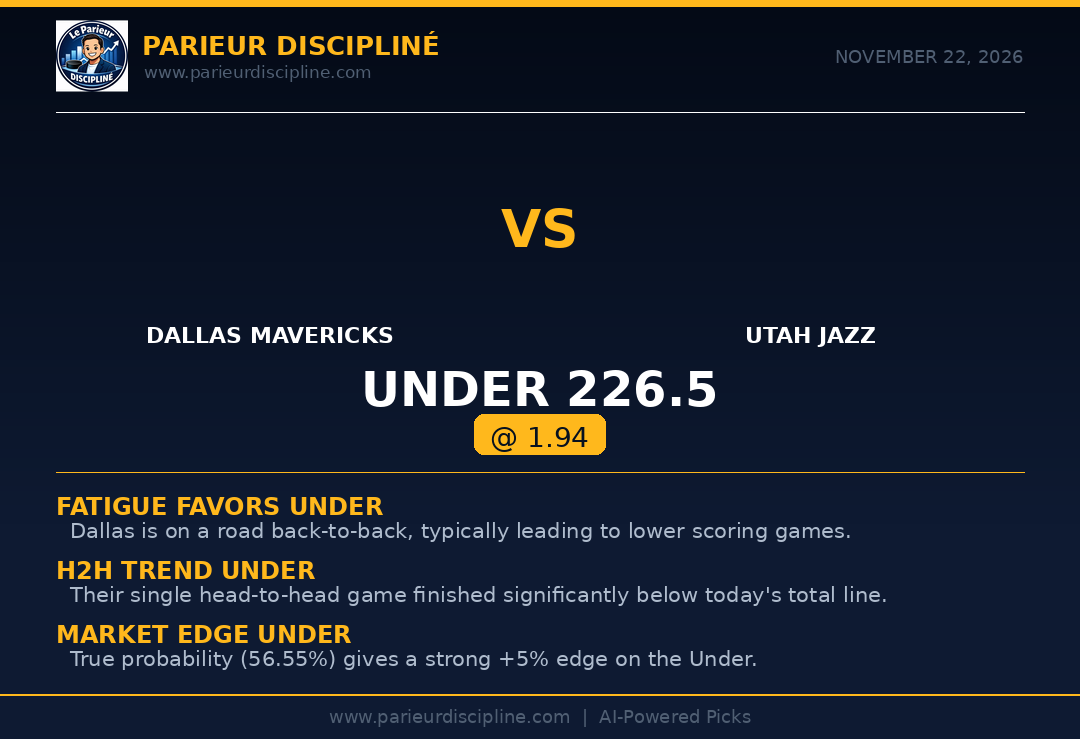 Le Parieur
DISCIPLINÉ
PARIEUR DISCIPLINÉ
www.parieurdiscipline.com
NOVEMBER 22, 2026
VS
DALLAS MAVERICKS
UTAH JAZZ
UNDER 226.5
@ 1.94
FATIGUE FAVORS UNDER
Dallas is on a road back-to-back, typically leading to lower scoring games.
H2H TREND UNDER
Their single head-to-head game finished significantly below today's total line.
MARKET EDGE UNDER
True probability (56.55%) gives a strong +5% edge on the Under.
www.parieurdiscipline.com | AI-Powered Picks